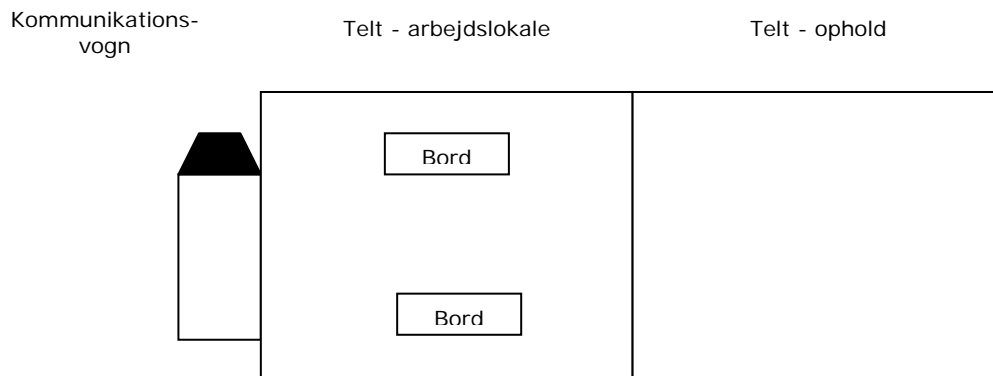 Kommunikations-
vogn
Telt - arbejdslokale
Telt - ophold
Bord
Bord